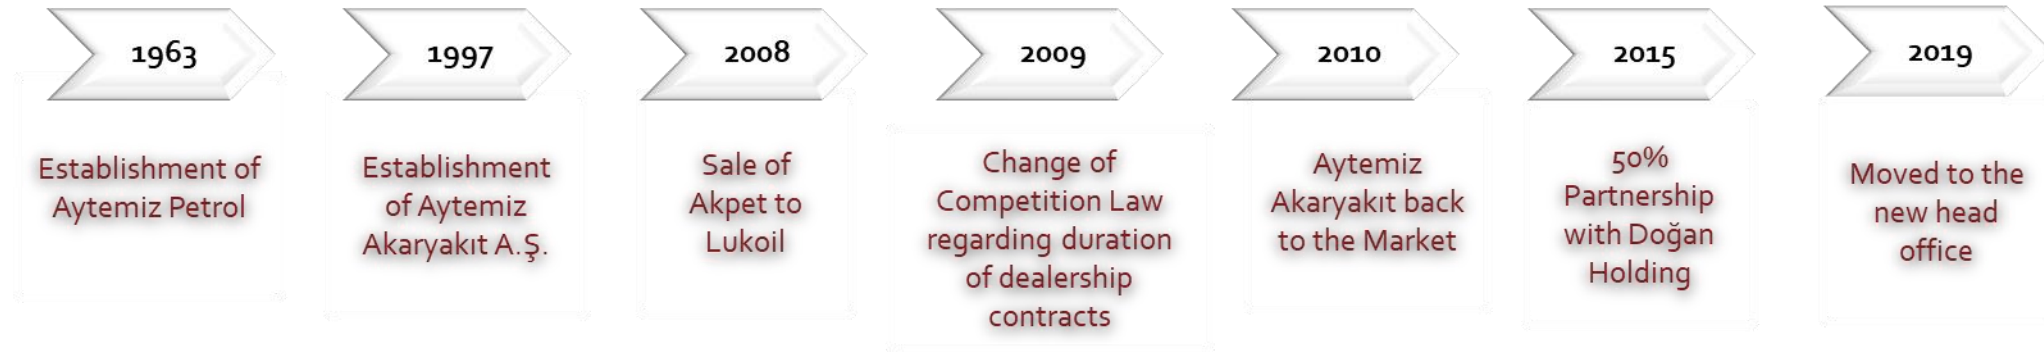 1963
Establishment of
Aytemiz Petrol
1997
Establishment
of Aytemiz
Akaryakıt A.Ş.
2008
Sale of
Akpet to
Lukoil
2009
Change of
Competition Law
regarding duration
of dealership
contracts
2010
Aytemiz
Akaryakıt back
to the Market
2015
50%
Partnership
with Doğan
Holding
2019
Moved to the
new head
office